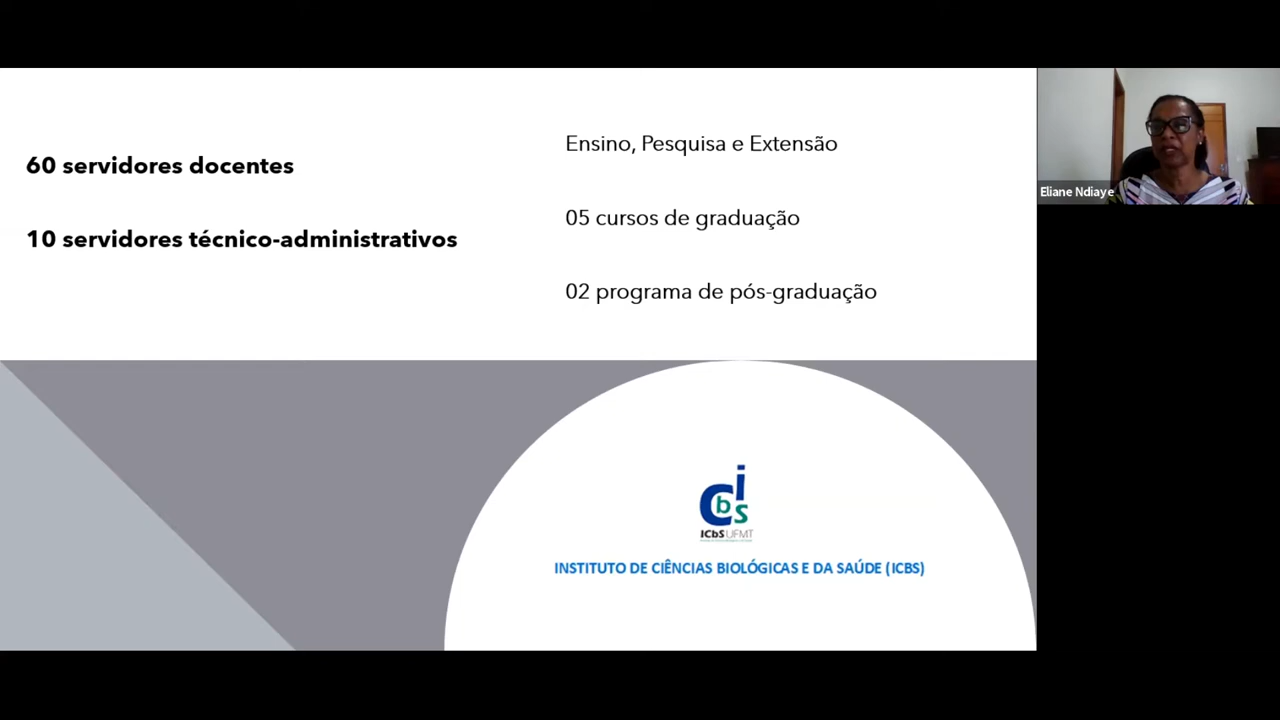 60 servidores docentes
10 servidores técnico-administrativos
Ensino, Pesquisa e Extensão
05 cursos de graduação
02 programa de pós-graduação
Eliane Ndiaye
iCbS
ICbS UFMT
INSTITUTO DE CIÊNCIAS BIOLÓGICAS E DA SAÚDE (ICBS)